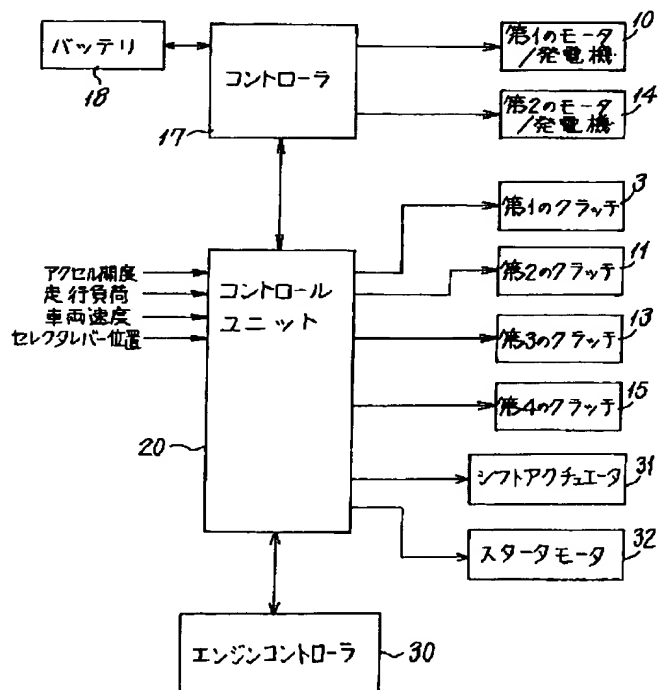 バッテリ
18
コントローラ
17
第1のモータ
/発電機
10
第2のモータ
/発電機
14
第1のクラッチ
3
第2のクラッチ
11
第3のクラッチ
13
第4のクラッチ
15
シフトアクチュエータ
31
スタータモータ
32
アクセル開度
走行負荷
車両速度
セレクタレバー位置
コントロール
ユニット
20
エンジンコントローラ
30